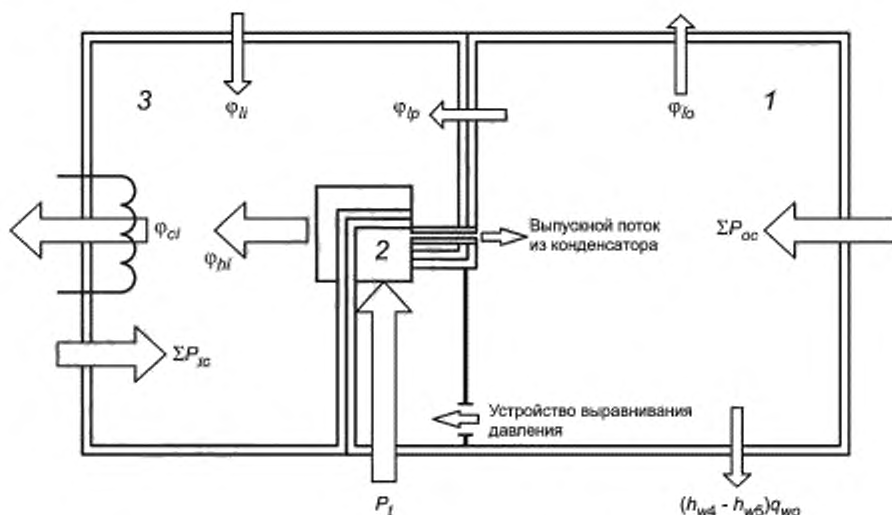 3
φli
φlp
φlo
1
φci
φhi
2
Выпускной поток
из конденсатора
ΣPoc
ΣPic
Устройство выравнивания
давления
Pt
(hw4 - hw5)qwo